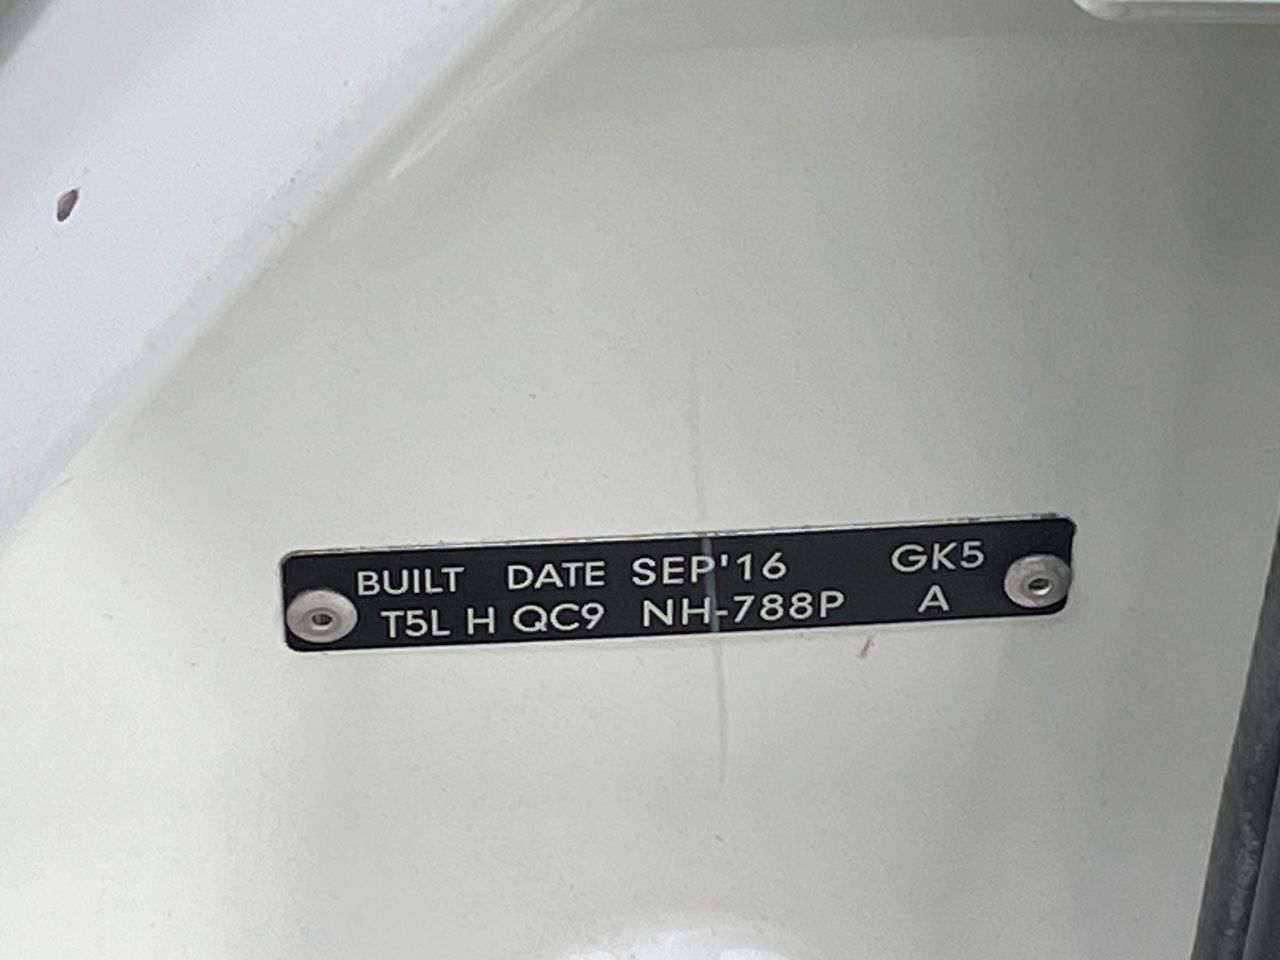 BUILT DATE SEP'16 GK5
T5L H QC9 NH-788P A